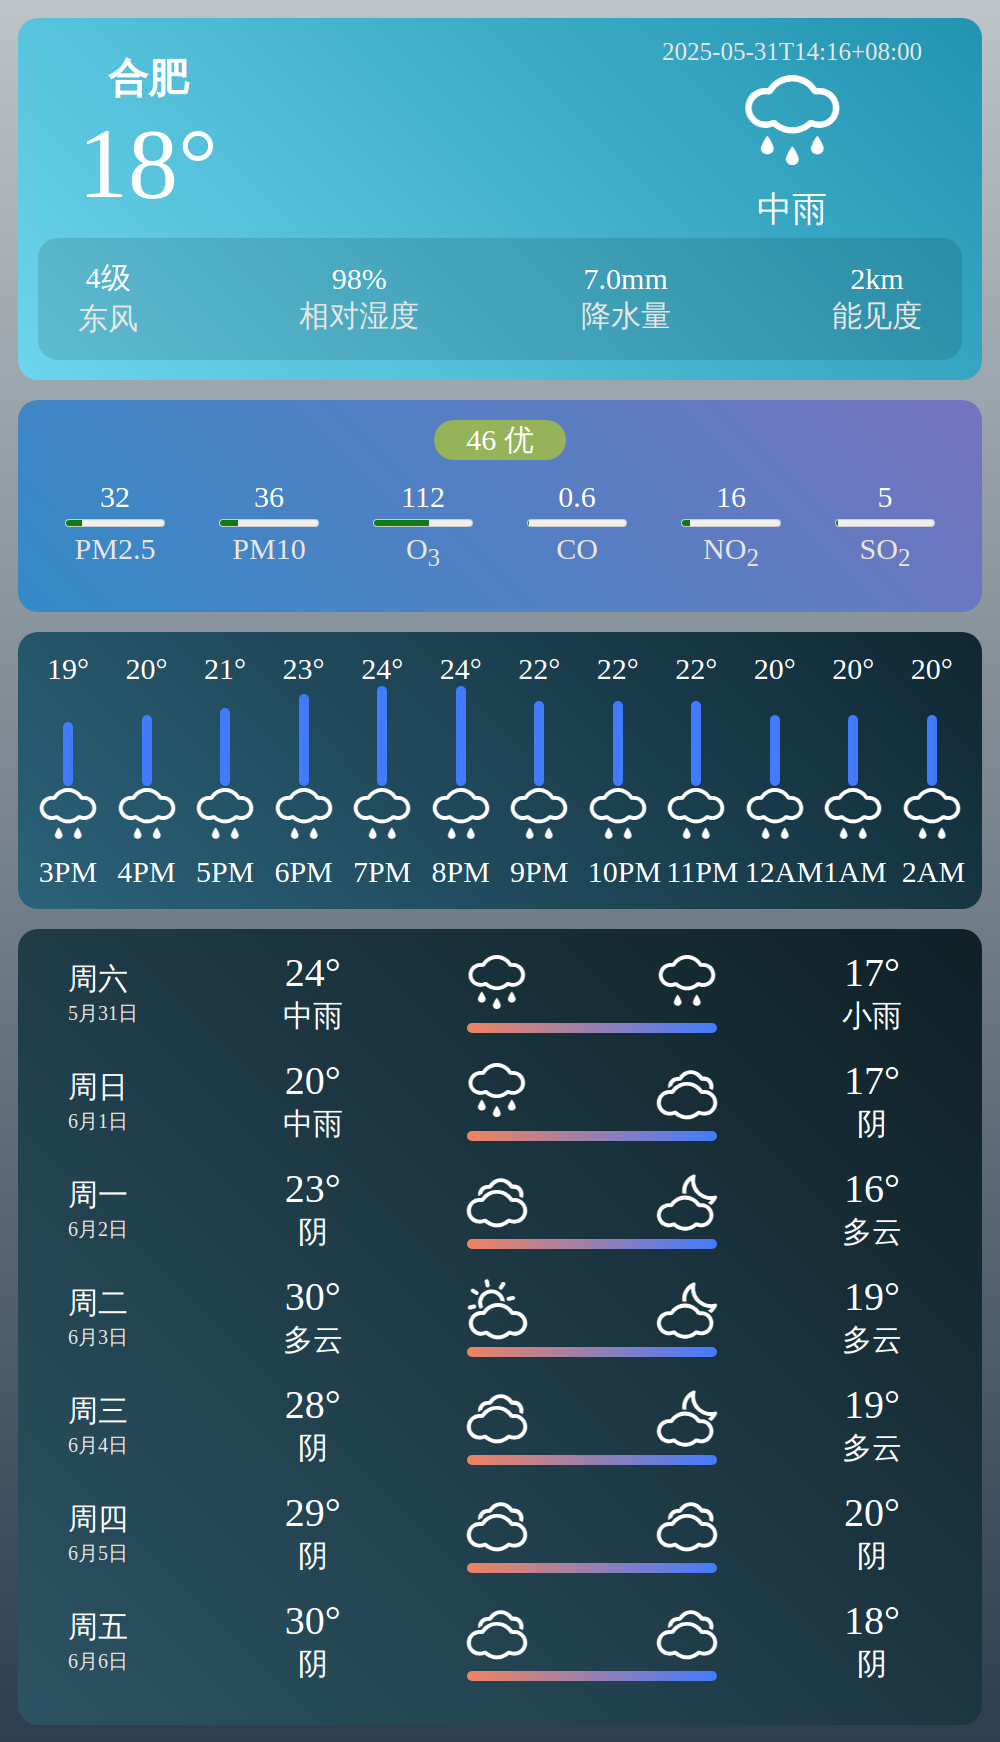 合肥
18°
2025-05-31T14:16+08:00
中雨
4级 98% 7.0mm 2km
东风 相对湿度 降水量 能见度
46 优
32 36 112 0.6 16 5
PM2.5 PM10 O3 CO NO2 SO2
19° 20° 21° 23° 24° 24° 22° 22° 22° 20° 20° 20°
3PM 4PM 5PM 6PM 7PM 8PM 9PM 10PM 11PM 12AM 1AM 2AM
周六 24° 17°
5月31日 中雨 小雨
周日 20° 17°
6月1日 中雨 阴
周一 23° 16°
6月2日 阴 多云
周二 30° 19°
6月3日 多云 多云
周三 28° 19°
6月4日 阴 多云
周四 29° 20°
6月5日 阴 阴
周五 30° 18°
6月6日 阴 阴